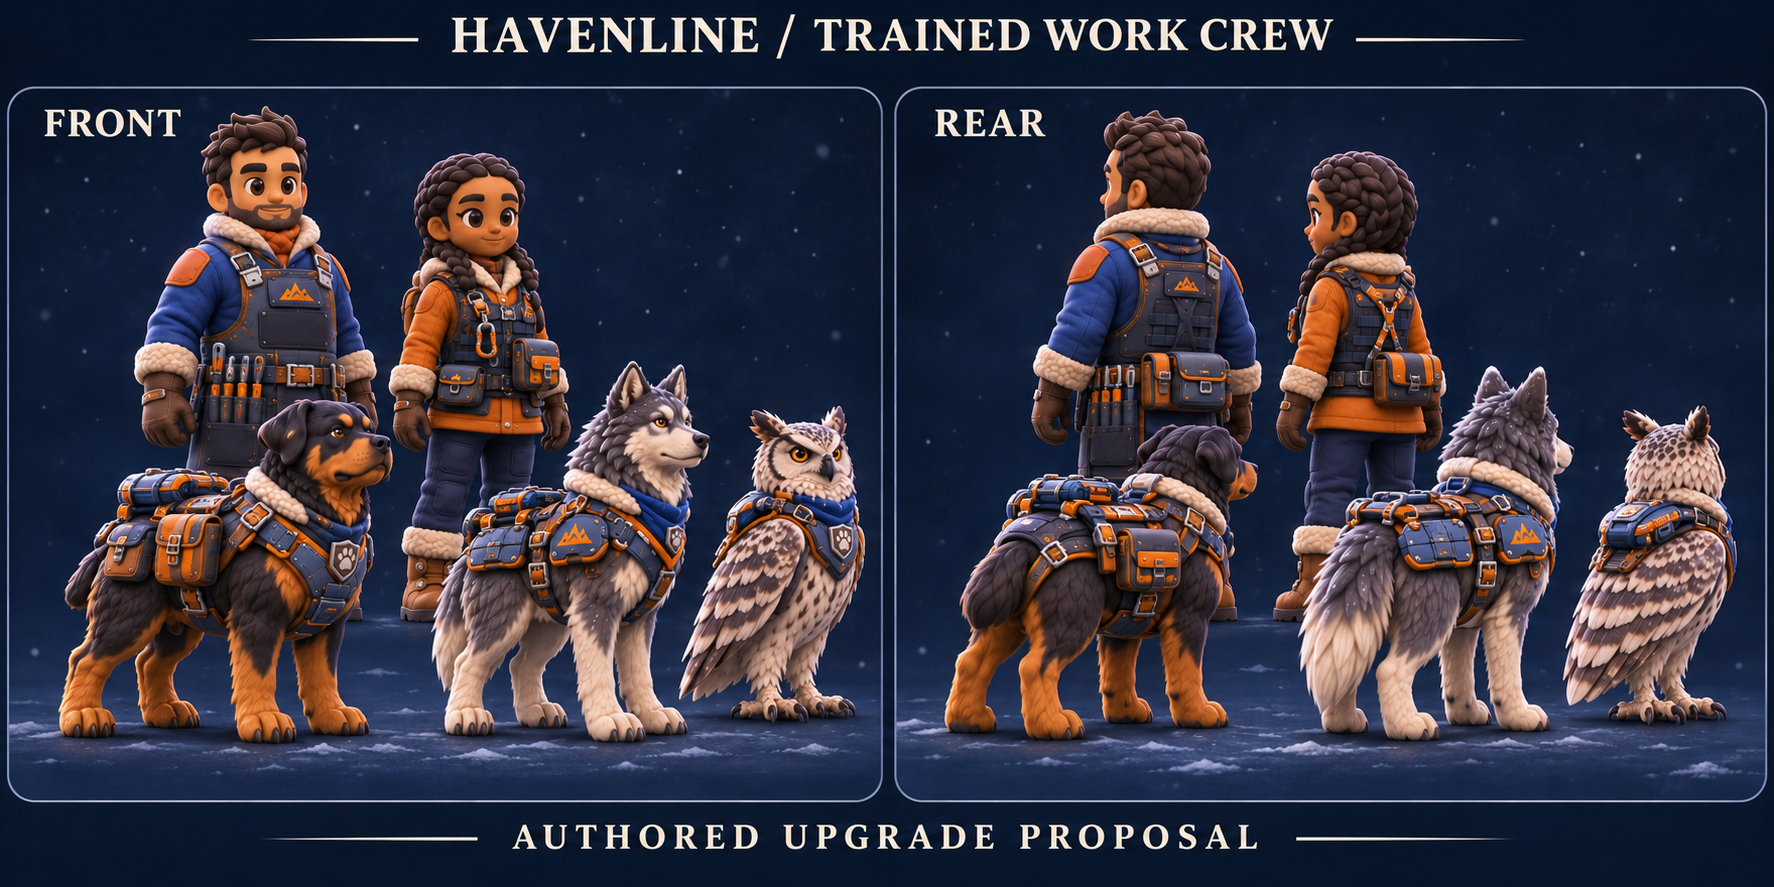 HAVENLINE / TRAINED WORK CREW
FRONT
REAR
AUTHORED UPGRADE PROPOSAL